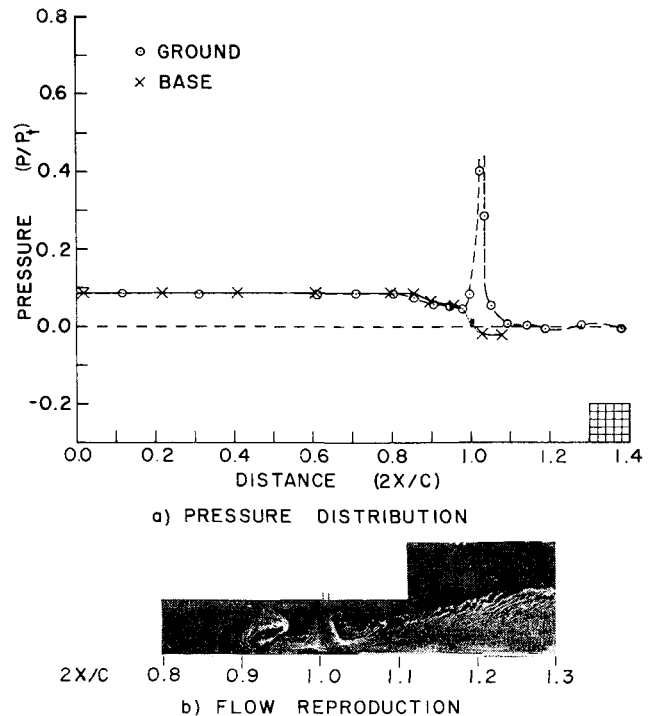 0.8
0.6
0.4
0.2
0.0
-0.2
PRESSURE (P/Pt)
GROUND
BASE
0.0 0.2 0.4 0.6 0.8 1.0 1.2 1.4
DISTANCE (2X/C)
a) PRESSURE DISTRIBUTION
2X/C 0.8 0.9 1.0 1.1 1.2 1.3
b) FLOW REPRODUCTION